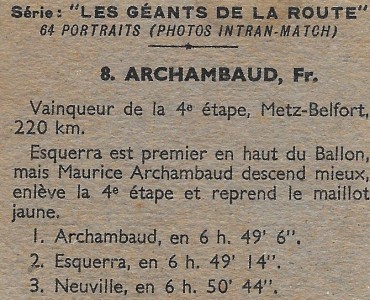 Série : "LES GÉANTS DE LA ROUTE"
64 PORTRAITS (PHOTOS INTRAN-MATCH)
8. ARCHAMBAUD, Fr.
Vainqueur de la 4e étape, Metz-Belfort,
220 km.
Esquerra est premier en haut du Ballon,
mais Maurice Archambaud descend mieux,
enlève la 4e étape et reprend le maillot
jaune.
1. Archambaud, en 6 h. 49' 6".
2. Esquerra, en 6 h. 49' 14".
3. Neuville, en 6 h. 50' 44".